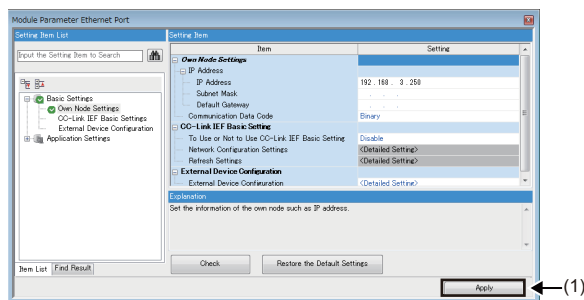 Module Parameter Ethernet Port
Setting Item List
Input the Setting Item to Search
Basic Settings
Own Node Settings
CC-Link IEF Basic Settings
External Device Configuration
Application Settings
Item List Find Result
Setting Item
Item Setting
Own Node Settings
IP Address
IP Address 192 . 168 . 3 . 250
Subnet Mask . . .
Default Gateway . . .
Communication Data Code Binary
CC-Link IEF Basic Setting
To Use or Not to Use CC-Link IEF Basic Setting Disable
Network Configuration Settings <Detailed Setting>
Refresh Settings <Detailed Setting>
External Device Configuration
External Device Configuration <Detailed Setting>
Explanation
Set the information of the own node such as IP address.
Check Restore the Default Settings
Apply (1)